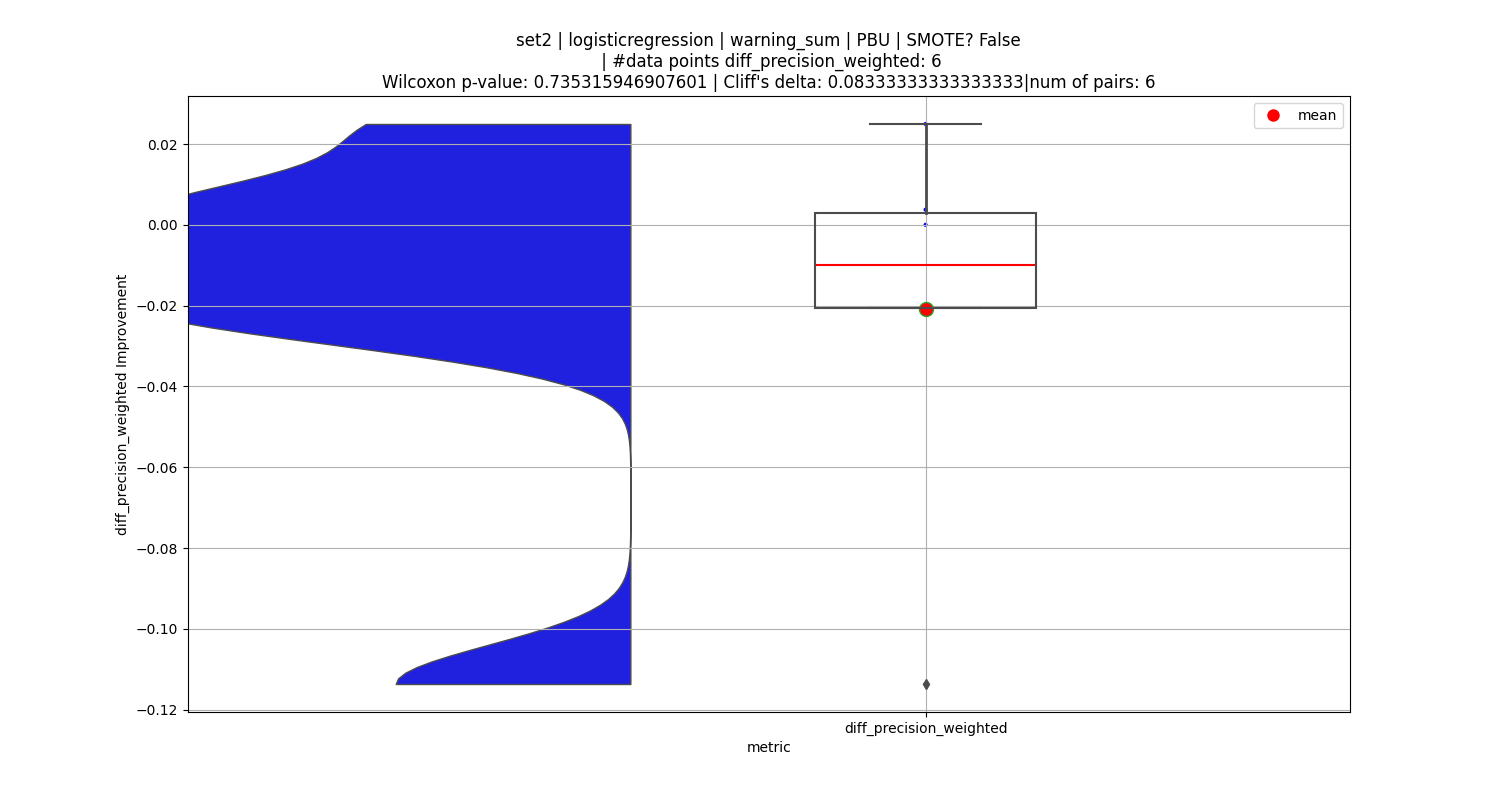 set2 | logisticregression | warning_sum | PBU | SMOTE? False
| #data points diff_precision_weighted: 6
Wilcoxon p-value: 0.735315946907601 | Cliff's delta: 0.08333333333333333|num of pairs: 6
mean
0.02
0.00
−0.02
−0.04
−0.06
−0.08
−0.10
−0.12
diff_precision_weighted Improvement
diff_precision_weighted
metric